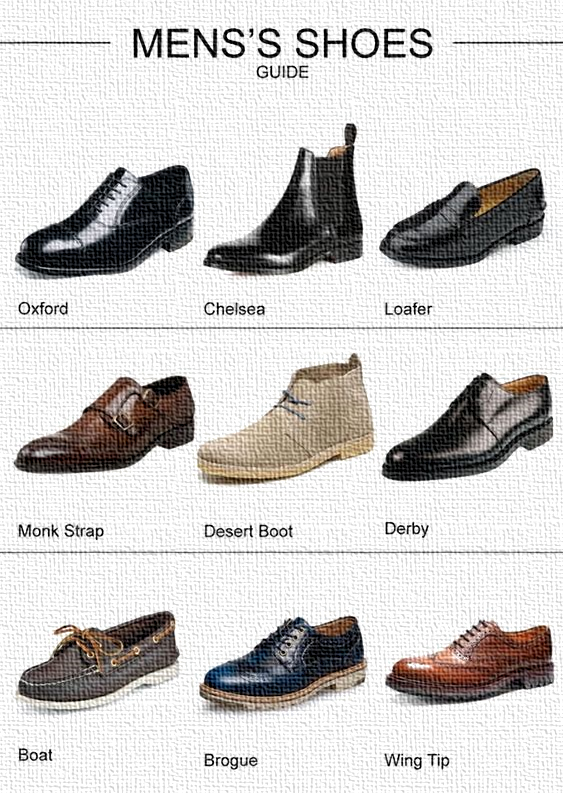 MENS'S SHOES
GUIDE
Oxford
Chelsea
Loafer
Monk Strap
Desert Boot
Derby
Boat
Brogue
Wing Tip